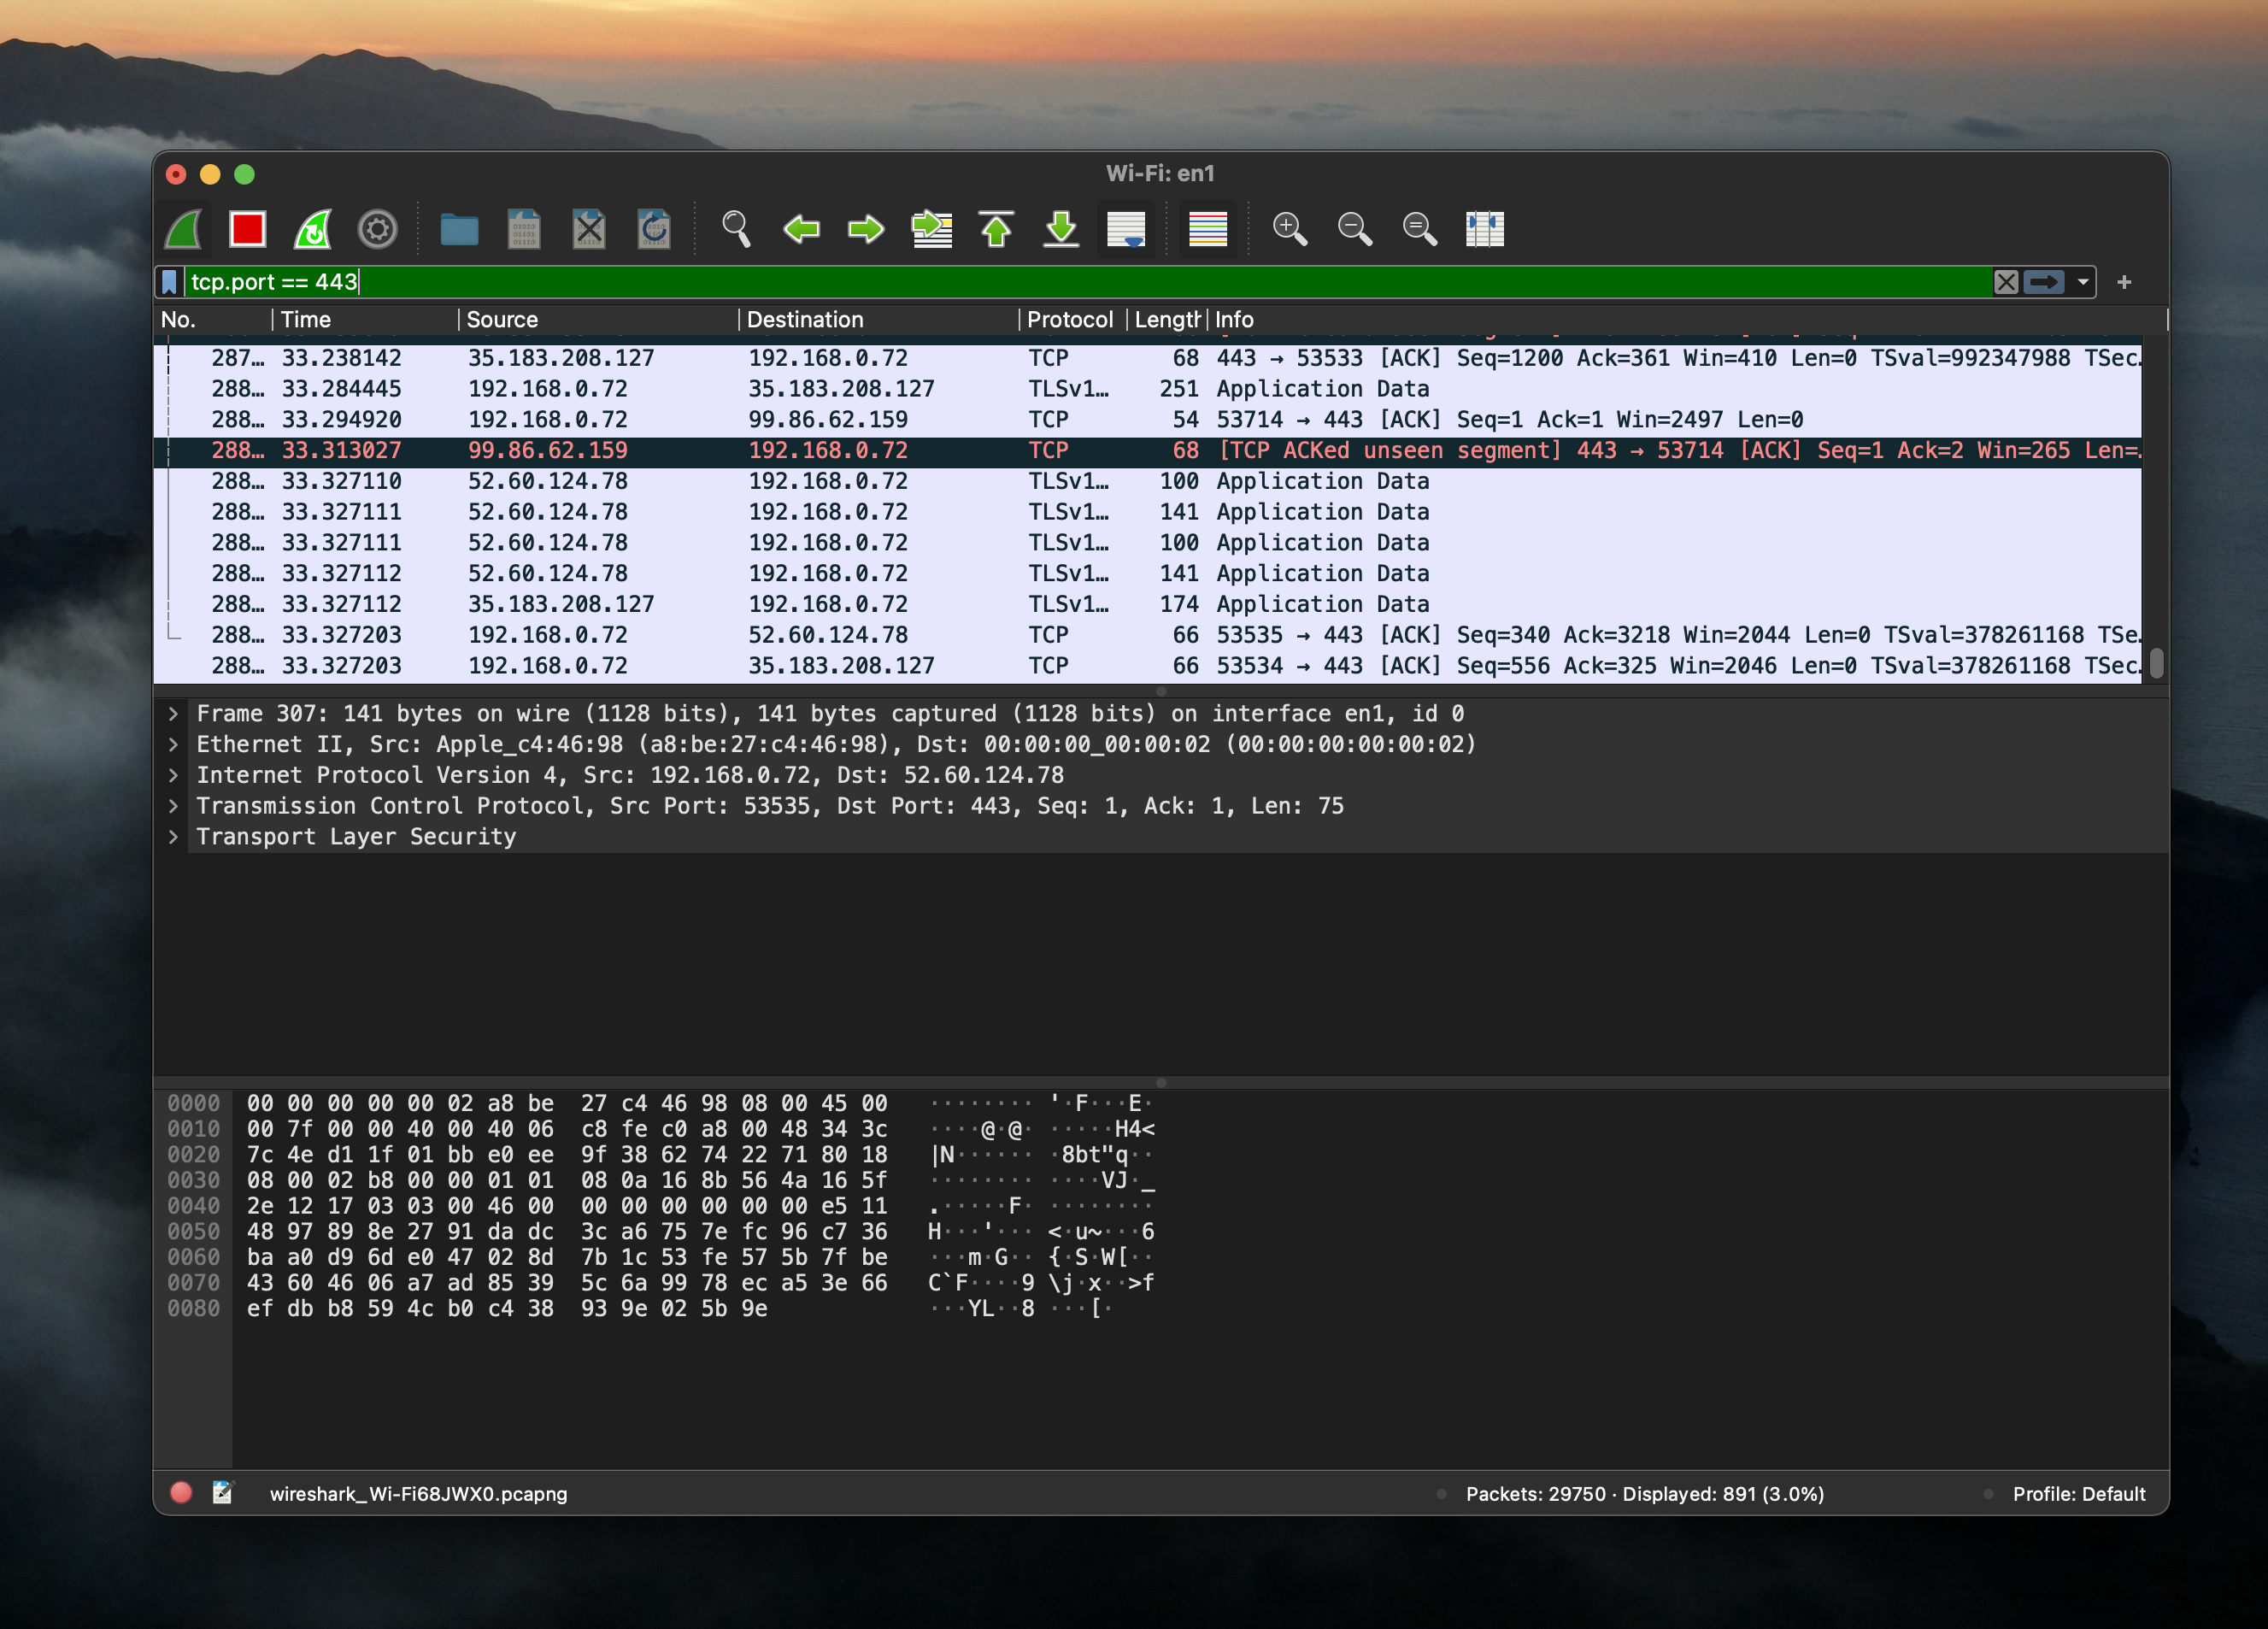 Wi-Fi: en1
tcp.port == 443
No. Time Source Destination Protocol Length Info
287… 33.238142 35.183.208.127 192.168.0.72 TCP 68 443 → 53533 [ACK] Seq=1200 Ack=361 Win=410 Len=0 TSval=992347988 TSec…
288… 33.284445 192.168.0.72 35.183.208.127 TLSv1… 251 Application Data
288… 33.294920 192.168.0.72 99.86.62.159 TCP 54 53714 → 443 [ACK] Seq=1 Ack=1 Win=2497 Len=0
288… 33.313027 99.86.62.159 192.168.0.72 TCP 68 [TCP ACKed unseen segment] 443 → 53714 [ACK] Seq=1 Ack=2 Win=265 Len=…
288… 33.327110 52.60.124.78 192.168.0.72 TLSv1… 100 Application Data
288… 33.327111 52.60.124.78 192.168.0.72 TLSv1… 141 Application Data
288… 33.327111 52.60.124.78 192.168.0.72 TLSv1… 100 Application Data
288… 33.327112 52.60.124.78 192.168.0.72 TLSv1… 141 Application Data
288… 33.327112 35.183.208.127 192.168.0.72 TLSv1… 174 Application Data
288… 33.327203 192.168.0.72 52.60.124.78 TCP 66 53535 → 443 [ACK] Seq=340 Ack=3218 Win=2044 Len=0 TSval=378261168 TSe…
288… 33.327203 192.168.0.72 35.183.208.127 TCP 66 53534 → 443 [ACK] Seq=556 Ack=325 Win=2046 Len=0 TSval=378261168 TSec…
Frame 307: 141 bytes on wire (1128 bits), 141 bytes captured (1128 bits) on interface en1, id 0
Ethernet II, Src: Apple_c4:46:98 (a8:be:27:c4:46:98), Dst: 00:00:00_00:00:02 (00:00:00:00:00:02)
Internet Protocol Version 4, Src: 192.168.0.72, Dst: 52.60.124.78
Transmission Control Protocol, Src Port: 53535, Dst Port: 443, Seq: 1, Ack: 1, Len: 75
Transport Layer Security
0000 00 00 00 00 00 02 a8 be 27 c4 46 98 08 00 45 00 ········ '·F···E·
0010 00 7f 00 00 40 00 40 06 c8 fe c0 a8 00 48 34 3c ····@·@· ·····H4<
0020 7c 4e d1 1f 01 bb e0 ee 9f 38 62 74 22 71 80 18 |N······ ·8bt"q··
0030 08 00 02 b8 00 00 01 01 08 0a 16 8b 56 4a 16 5f ········ ····VJ·_
0040 2e 12 17 03 03 00 46 00 00 00 00 00 00 00 e5 11 .·····F· ········
0050 48 97 89 8e 27 91 da dc 3c a6 75 7e fc 96 c7 36 H···'··· <·u~···6
0060 ba a0 d9 6d e0 47 02 8d 7b 1c 53 fe 57 5b 7f be ···m·G·· {·S·W[··
0070 43 60 46 06 a7 ad 85 39 5c 6a 99 78 ec a5 3e 66 C`F····9 \j·x··>f
0080 ef db b8 59 4c b0 c4 38 93 9e 02 5b 9e ···YL··8 ···[·
wireshark_Wi-Fi68JWX0.pcapng Packets: 29750 · Displayed: 891 (3.0%) Profile: Default